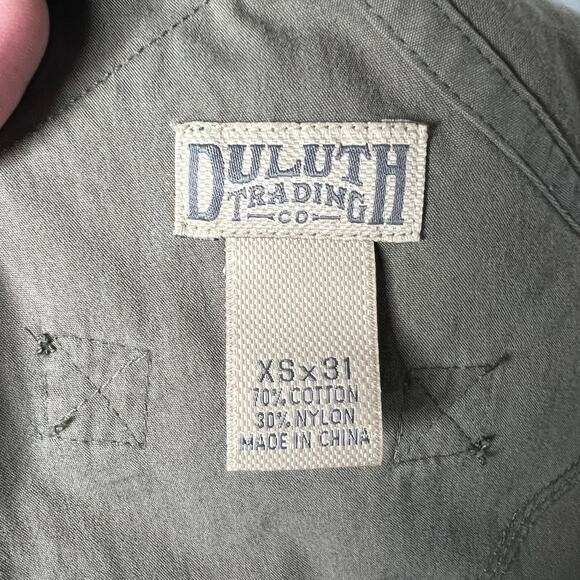 DULUTH
TRADING
CO
XS x 31
70% COTTON
30% NYLON
MADE IN CHINA